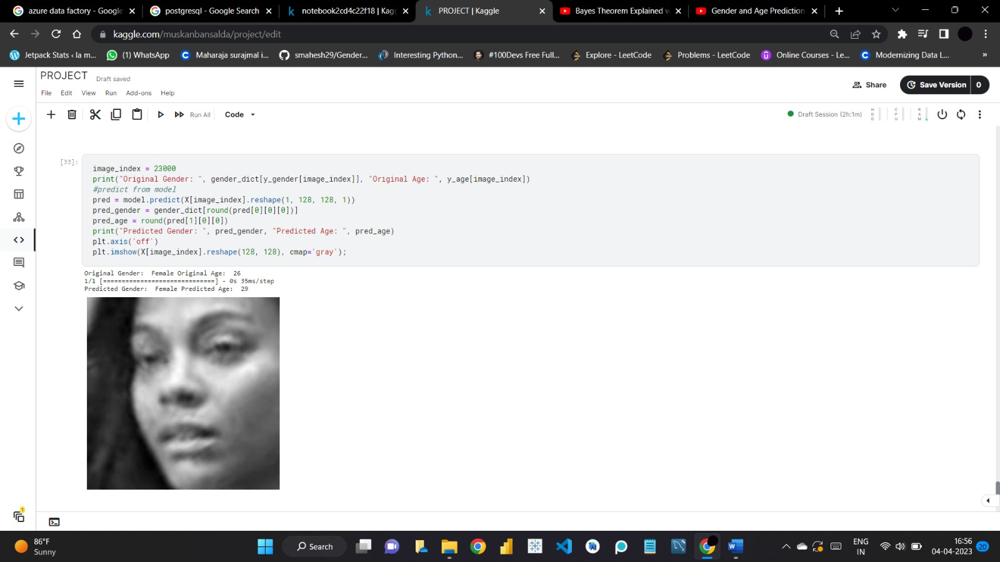 azure data factory - Google
postgresql - Google Search
notebook2cd4c22f18 | Kagg
PROJECT | Kaggle
Bayes Theorem Explained w
Gender and Age Prediction
kaggle.com/muskanbansalda/project/edit
Jetpack Stats ‹ la m...
(1) WhatsApp
Maharaja surajmal i...
smahesh29/Gender...
Interesting Python...
#100Devs Free Full...
Explore - LeetCode
Problems - LeetCode
Online Courses - Le...
Modernizing Data L...
»
PROJECT
Draft saved
File Edit View Run Add-ons Help
Share
Save Version 0
Run All
Code
Draft Session (2h:1m)
HDD
CPU
RAM
[33]:
image_index = 23000
print("Original Gender: ", gender_dict[y_gender[image_index]], "Original Age: ", y_age[image_index])
#predict from model
pred = model.predict(X[image_index].reshape(1, 128, 128, 1))
pred_gender = gender_dict[round(pred[0][0][0])]
pred_age = round(pred[1][0][0])
print("Predicted Gender: ", pred_gender, "Predicted Age: ", pred_age)
plt.axis('off')
plt.imshow(X[image_index].reshape(128, 128), cmap='gray');
Original Gender:  Female Original Age:  26
1/1 [==============================] - 0s 35ms/step
Predicted Gender:  Female Predicted Age:  29
1
86°F
Sunny
Search
ENG
IN
16:56
04-04-2023
20